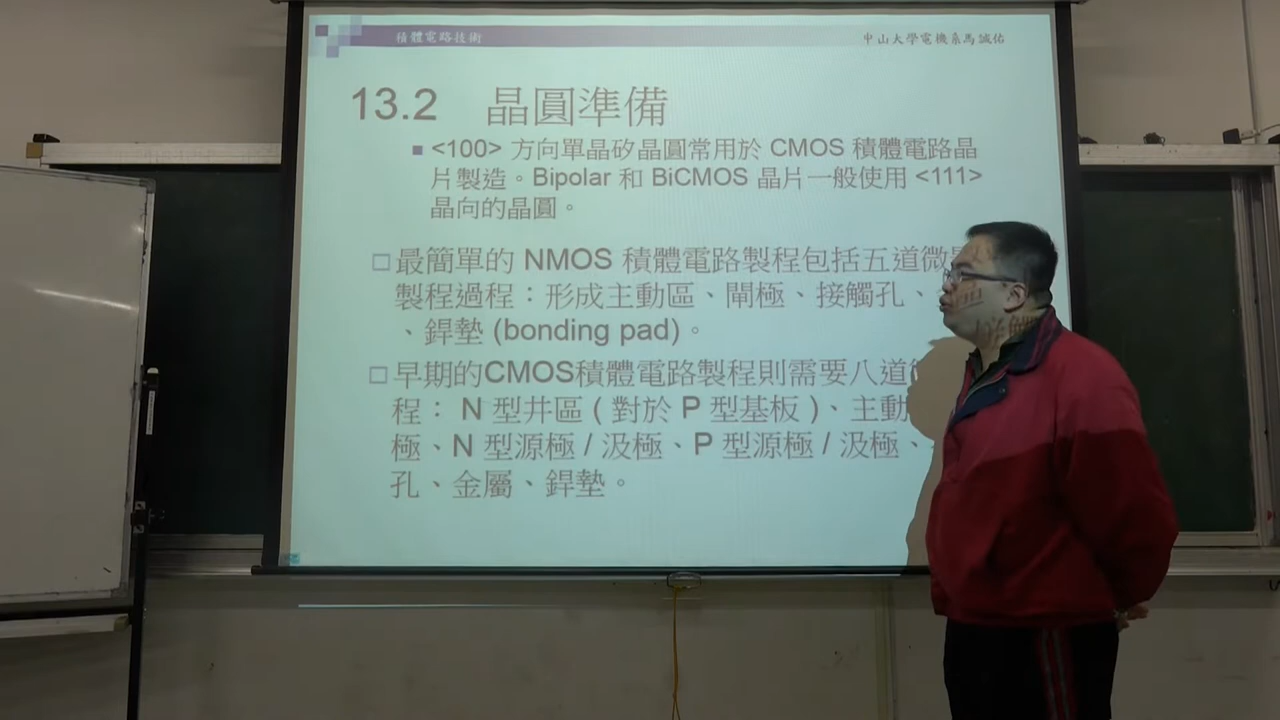 積體電路技術
中山大學電機系馬誠佑
13.2 晶圓準備
<100> 方向單晶矽晶圓常用於 CMOS 積體電路晶
片製造。Bipolar 和 BiCMOS 晶片一般使用 <111>
晶向的晶圓。
最簡單的 NMOS 積體電路製程包括五道微
製程過程：形成主動區、閘極、接觸孔、
、銲墊 (bonding pad)。
早期的CMOS積體電路製程則需要八道
程： N 型井區 ( 對於 P 型基板 )、主動
極、N 型源極 / 汲極、P 型源極 / 汲極、
孔、金屬、銲墊。